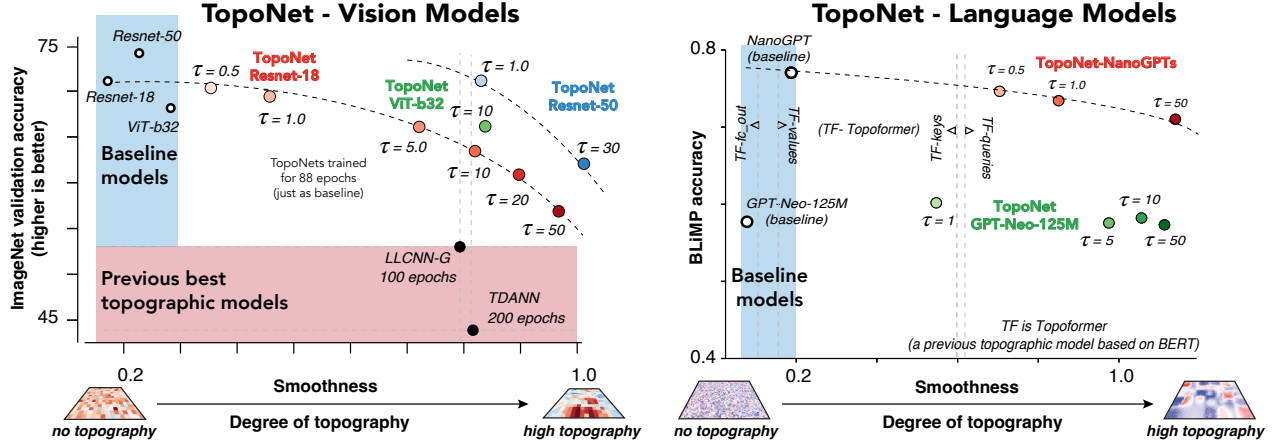 TopoNet - Vision Models
75
45
ImageNet validation accuracy
(higher is better)
Resnet-50
Resnet-18
ViT-b32
Baseline
models
TopoNet
Resnet-18
τ = 0.5
τ = 1.0
τ = 5.0
τ = 10
τ = 20
τ = 50
TopoNet
ViT-b32
τ = 10
τ = 1.0
TopoNet
Resnet-50
τ = 30
TopoNets trained
for 88 epochs
(just as baseline)
LLCNN-G
100 epochs
Previous best
topographic models
TDANN
200 epochs
0.2
Smoothness
1.0
Degree of topography
no topography
high topography
TopoNet - Language Models
0.8
0.4
BLiMP accuracy
NanoGPT
(baseline)
TopoNet-NanoGPTs
τ = 0.5
τ = 1.0
τ = 50
TF-fc_out
TF-values
(TF- Topoformer)
TF-keys
TF-queries
GPT-Neo-125M
(baseline)
τ = 1
TopoNet
GPT-Neo-125M
τ = 10
τ = 5
τ = 50
Baseline
models
TF is Topoformer
(a previous topographic model based on BERT)
0.2
Smoothness
1.0
Degree of topography
no topography
high topography